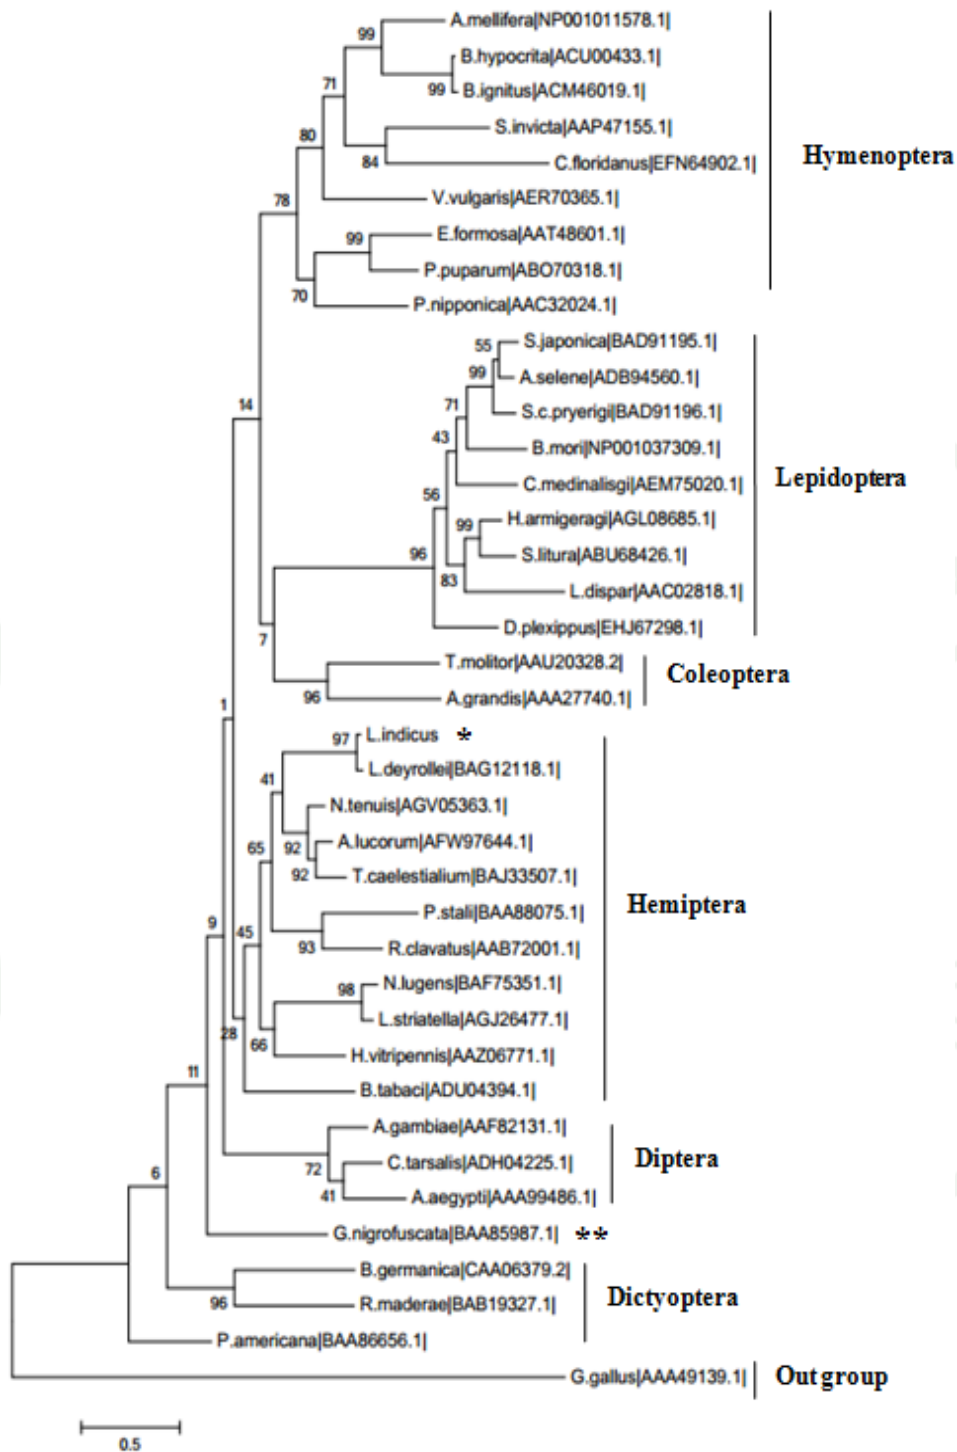 A.mellifera|NP001011578.1|
99
B.hypocrita|ACU00433.1|
71
99
B.ignitus|ACM46019.1|
S.invicta|AAP47155.1|
80
84
C.floridanus|EFN64902.1|
Hymenoptera
78
V.vulgaris|AER70365.1|
99
E.formosa|AAT48601.1|
P.puparum|ABO70318.1|
70
P.nipponica|AAC32024.1|
55
S.japonica|BAD91195.1|
99
A.selene|ADB94560.1|
14
71
S.c.pryerigi|BAD91196.1|
43
B.mori|NP001037309.1|
Lepidoptera
C.medinalisgi|AEM75020.1|
56
99
H.armigeragi|AGL08685.1|
96
S.litura|ABU68426.1|
83
L.dispar|AAC02818.1|
7
D.plexippus|EHJ67298.1|
T.molitor|AAU20328.2|
Coleoptera
96
A.grandis|AAA27740.1|
1
97
L.indicus *
41
L.deyrollei|BAG12118.1|
N.tenuis|AGV05363.1|
65
92
A.lucorum|AFW97644.1|
92
T.caelestialium|BAJ33507.1|
Hemiptera
9
45
P.stali|BAA88075.1|
93
R.clavatus|AAB72001.1|
98
N.lugens|BAF75351.1|
28
66
L.striatella|AGJ26477.1|
H.vitripennis|AAZ06771.1|
11
B.tabaci|ADU04394.1|
A.gambiae|AAF82131.1|
6
72
C.tarsalis|ADH04225.1|
Diptera
41
A.aegypti|AAA99486.1|
G.nigrofuscata|BAA85987.1| **
B.germanica|CAA06379.2|
96
R.maderae|BAB19327.1|
Dictyoptera
P.americana|BAA86656.1|
G.gallus|AAA49139.1|
Out group
0.5